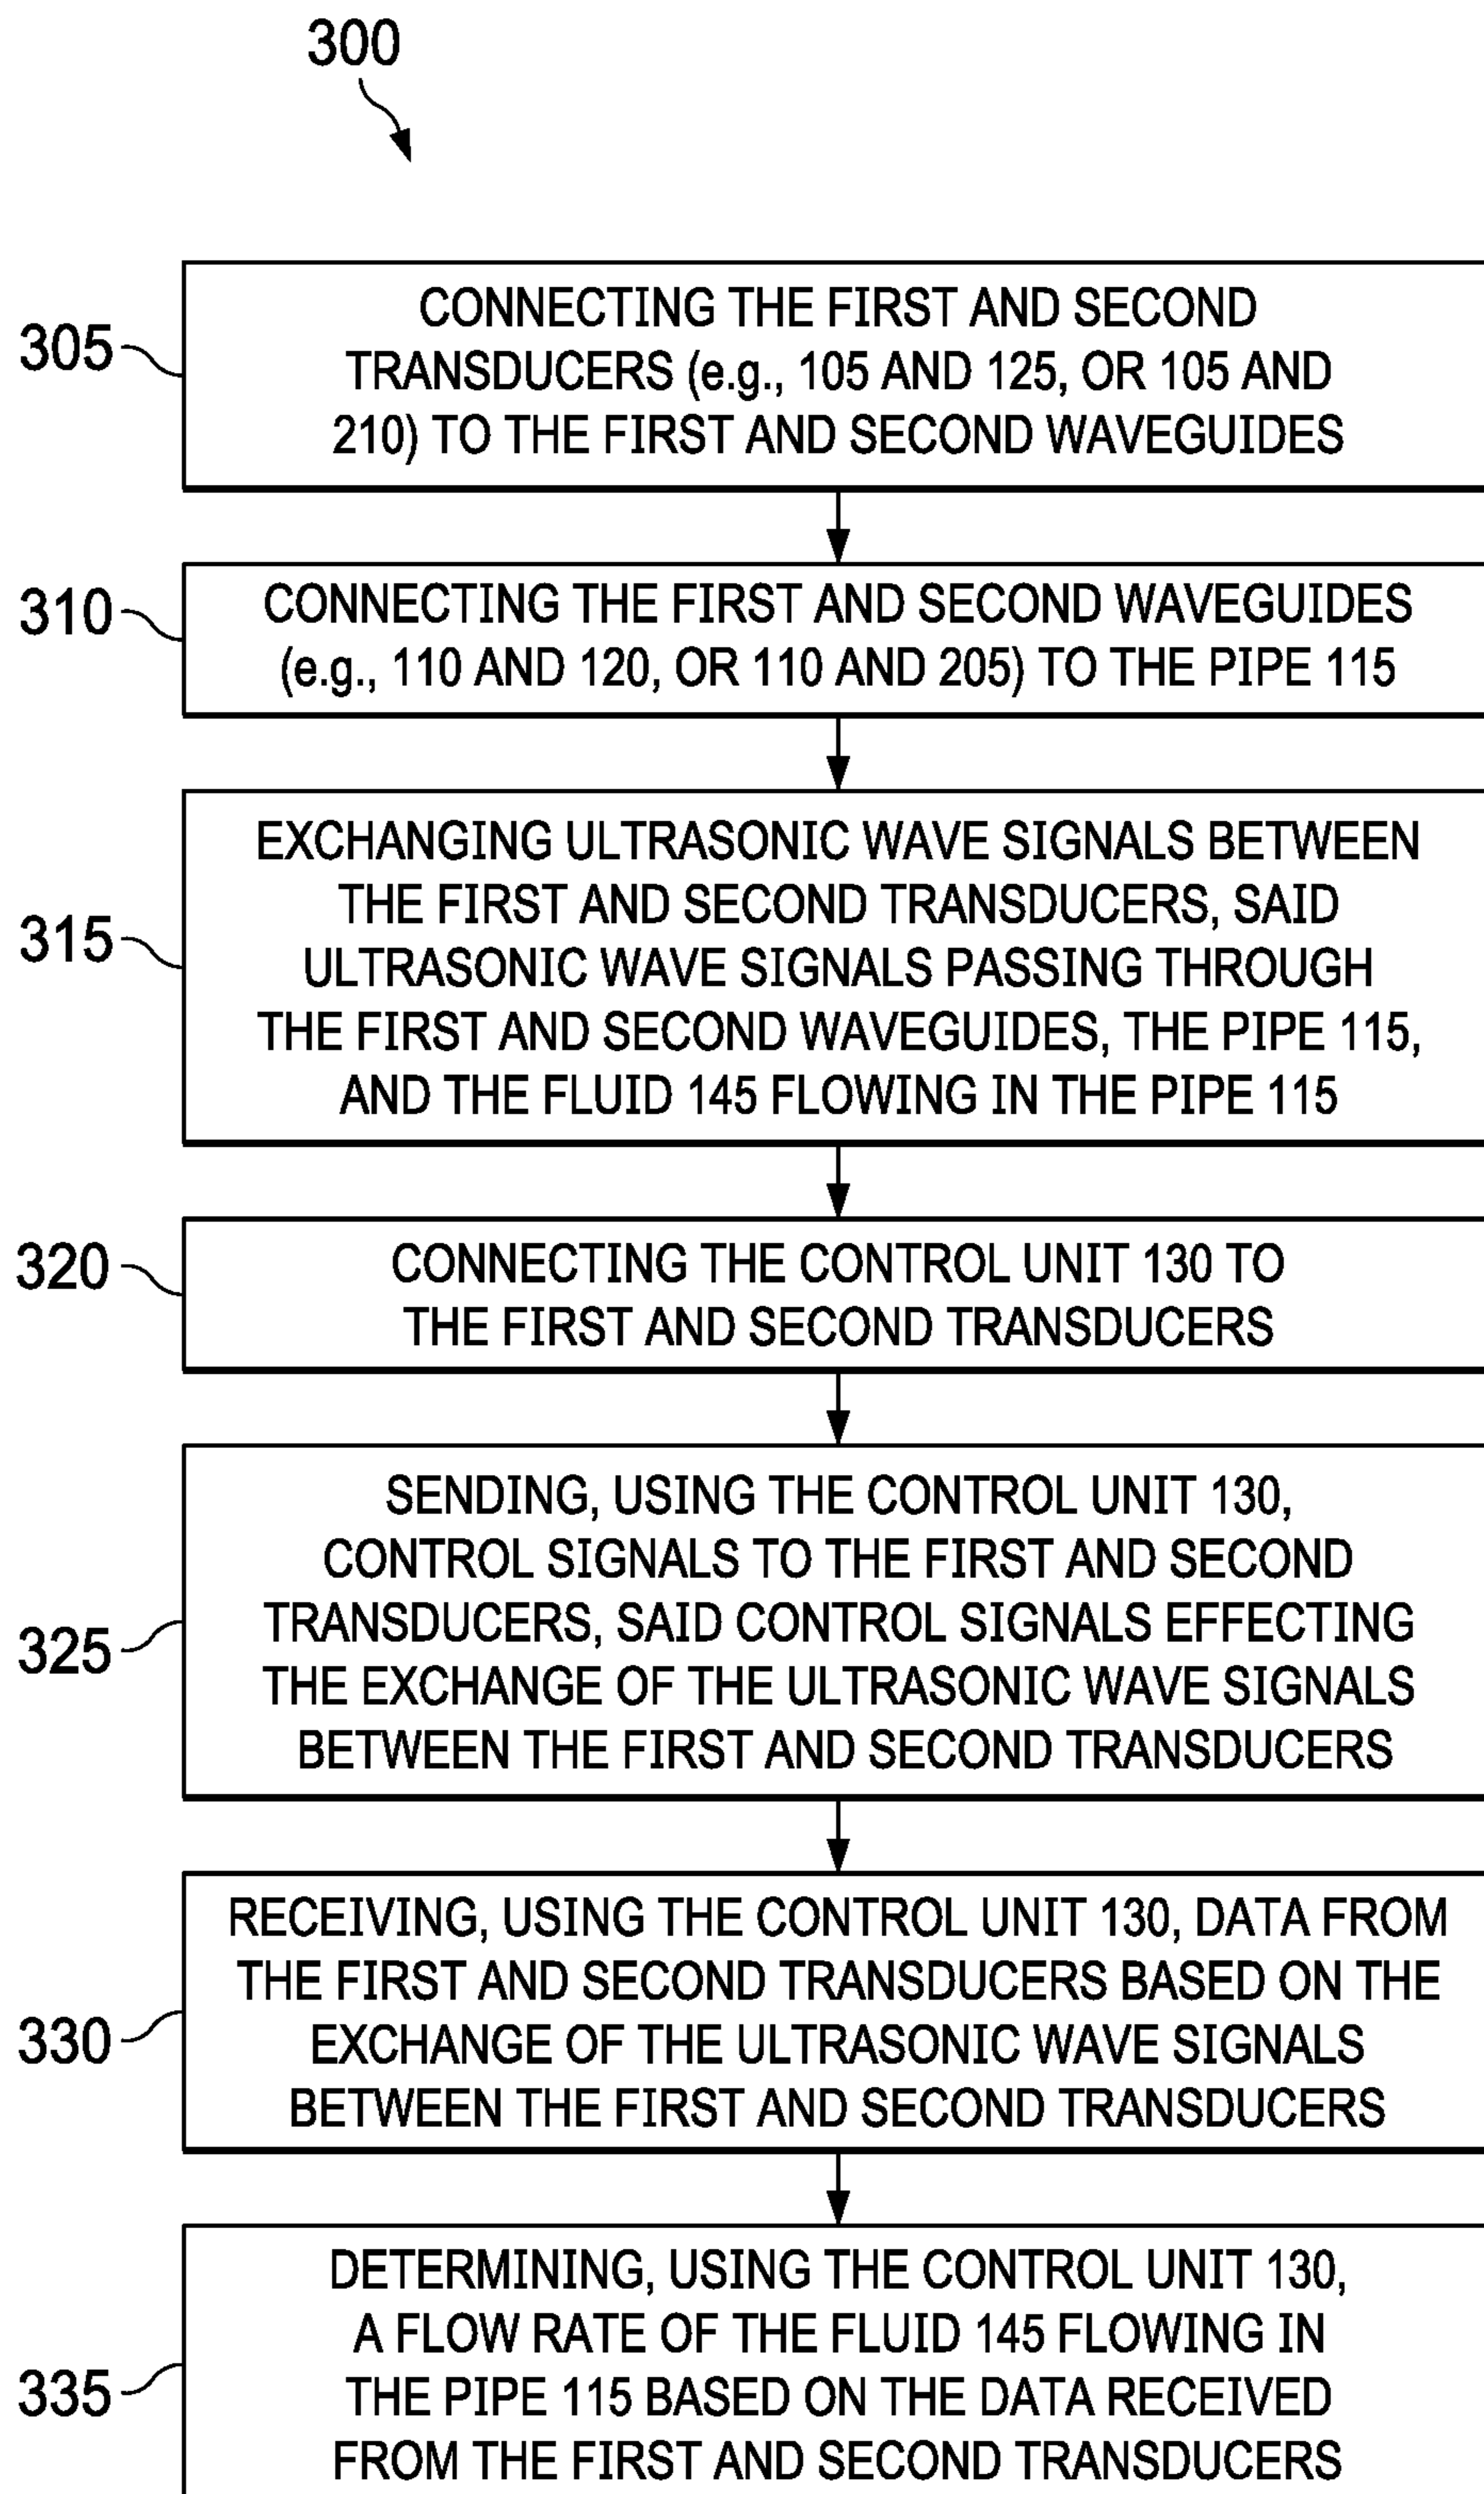 300
305
CONNECTING THE FIRST AND SECOND
TRANSDUCERS (e.g., 105 AND 125, OR 105 AND
210) TO THE FIRST AND SECOND WAVEGUIDES
310
CONNECTING THE FIRST AND SECOND WAVEGUIDES
(e.g., 110 AND 120, OR 110 AND 205) TO THE PIPE 115
315
EXCHANGING ULTRASONIC WAVE SIGNALS BETWEEN
THE FIRST AND SECOND TRANSDUCERS, SAID
ULTRASONIC WAVE SIGNALS PASSING THROUGH
THE FIRST AND SECOND WAVEGUIDES, THE PIPE 115,
AND THE FLUID 145 FLOWING IN THE PIPE 115
320
CONNECTING THE CONTROL UNIT 130 TO
THE FIRST AND SECOND TRANSDUCERS
325
SENDING, USING THE CONTROL UNIT 130,
CONTROL SIGNALS TO THE FIRST AND SECOND
TRANSDUCERS, SAID CONTROL SIGNALS EFFECTING
THE EXCHANGE OF THE ULTRASONIC WAVE SIGNALS
BETWEEN THE FIRST AND SECOND TRANSDUCERS
330
RECEIVING, USING THE CONTROL UNIT 130, DATA FROM
THE FIRST AND SECOND TRANSDUCERS BASED ON THE
EXCHANGE OF THE ULTRASONIC WAVE SIGNALS
BETWEEN THE FIRST AND SECOND TRANSDUCERS
335
DETERMINING, USING THE CONTROL UNIT 130,
A FLOW RATE OF THE FLUID 145 FLOWING IN
THE PIPE 115 BASED ON THE DATA RECEIVED
FROM THE FIRST AND SECOND TRANSDUCERS